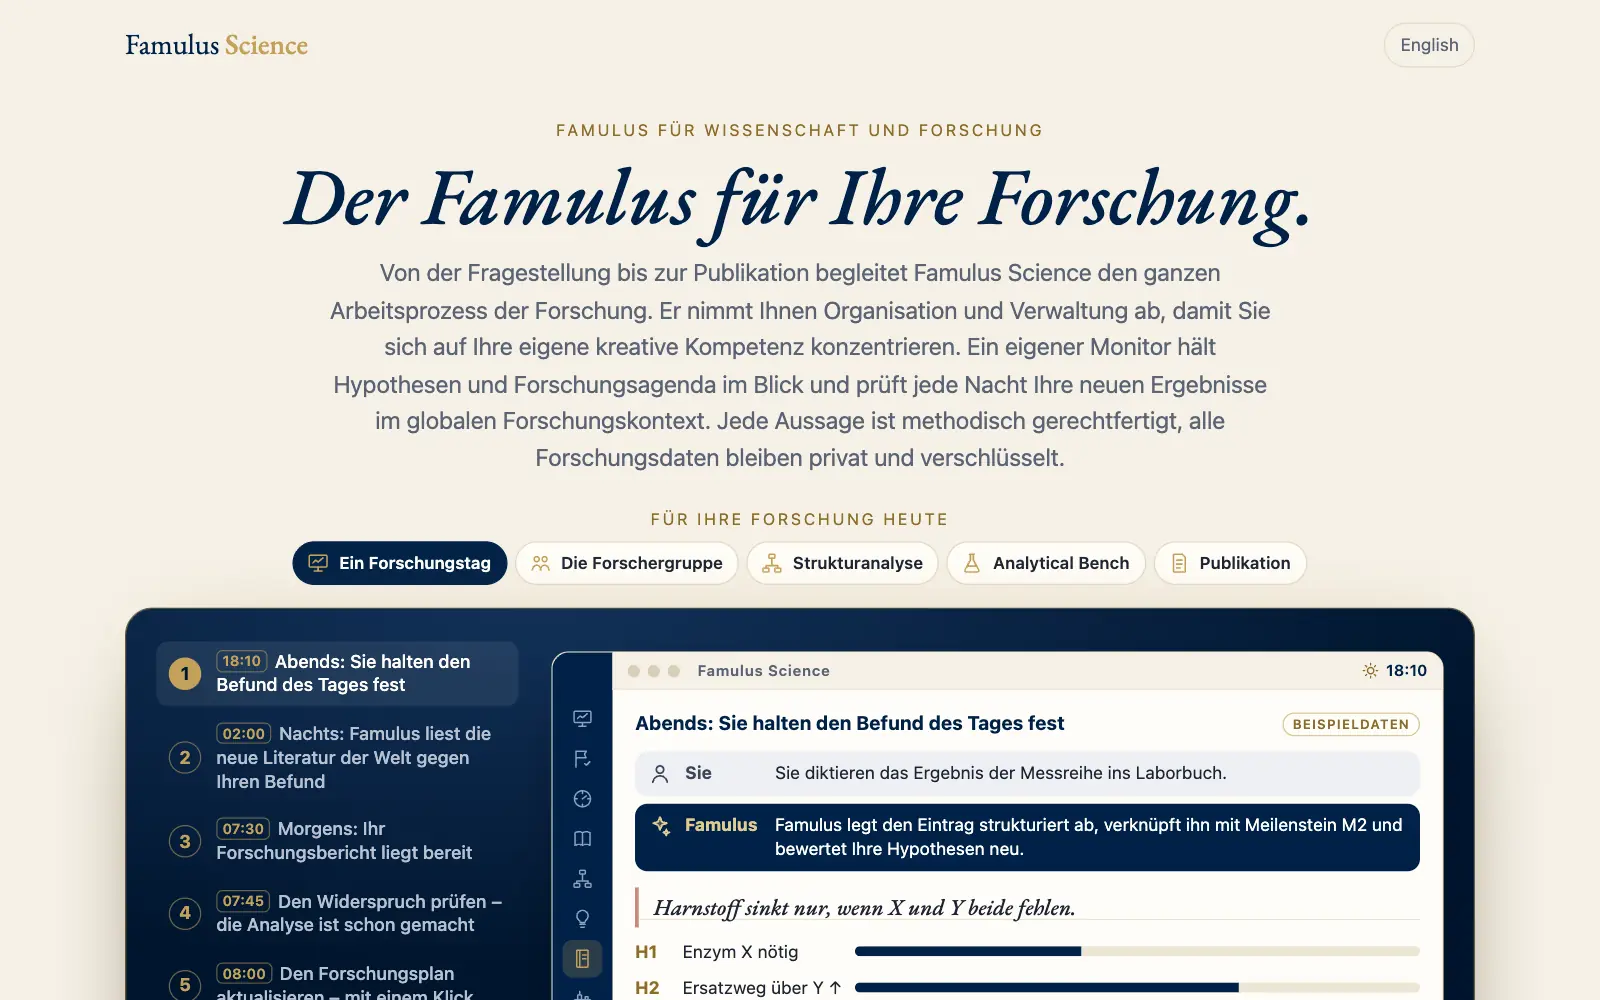 Famulus Science
English
FAMULUS FÜR WISSENSCHAFT UND FORSCHUNG
Der Famulus für Ihre Forschung.
Von der Fragestellung bis zur Publikation begleitet Famulus Science den ganzen
Arbeitsprozess der Forschung. Er nimmt Ihnen Organisation und Verwaltung ab, damit Sie
sich auf Ihre eigene kreative Kompetenz konzentrieren. Ein eigener Monitor hält
Hypothesen und Forschungsagenda im Blick und prüft jede Nacht Ihre neuen Ergebnisse
im globalen Forschungskontext. Jede Aussage ist methodisch gerechtfertigt, alle
Forschungsdaten bleiben privat und verschlüsselt.
FÜR IHRE FORSCHUNG HEUTE
Ein Forschungstag
Die Forschergruppe
Strukturanalyse
Analytical Bench
Publikation
1
18:10 Abends: Sie halten den
Befund des Tages fest
2
02:00 Nachts: Famulus liest die
neue Literatur der Welt gegen
Ihren Befund
3
07:30 Morgens: Ihr
Forschungsbericht liegt bereit
4
07:45 Den Widerspruch prüfen –
die Analyse ist schon gemacht
5
08:00 Den Forschungsplan
aktualisieren – mit einem Klick
Famulus Science
18:10
Abends: Sie halten den Befund des Tages fest
BEISPIELDATEN
Sie
Sie diktieren das Ergebnis der Messreihe ins Laborbuch.
Famulus
Famulus legt den Eintrag strukturiert ab, verknüpft ihn mit Meilenstein M2 und
bewertet Ihre Hypothesen neu.
Harnstoff sinkt nur, wenn X und Y beide fehlen.
H1 Enzym X nötig
H2 Ersatzweg über Y ↑